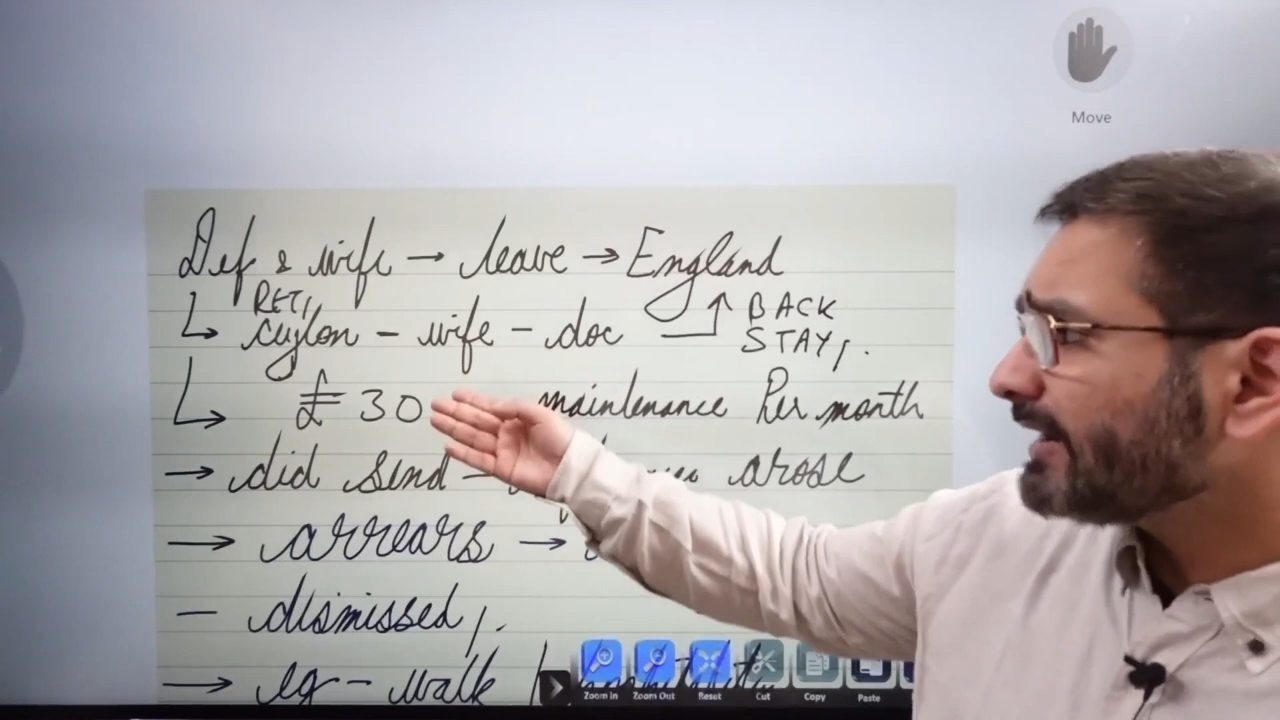 Move
Def & wife → leave → England
RET, BACK
ceylon - wife - doc STAY,.
£ 30 maintenance Per month
→ did send - arose
→ arrears →
- dismissed,.
→ eg - walk /
Zoom In Zoom Out Reset Cut Copy Paste